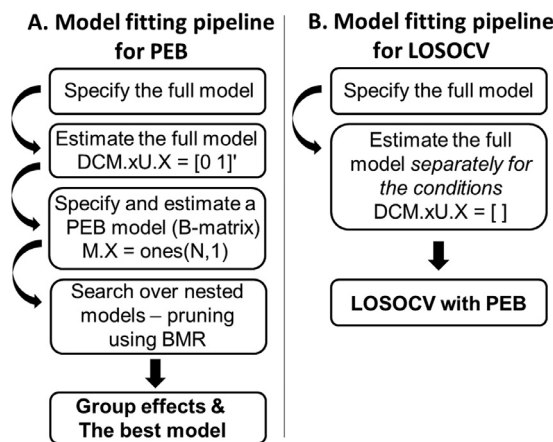 A. Model fitting pipeline
for PEB
Specify the full model
Estimate the full model
DCM.xU.X = [0 1]'
Specify and estimate a
PEB model (B-matrix)
M.X = ones(N,1)
Search over nested
models – pruning
using BMR
Group effects &
The best model
B. Model fitting pipeline
for LOSOCV
Specify the full model
Estimate the full
model separately for
the conditions
DCM.xU.X = [ ]
LOSOCV with PEB